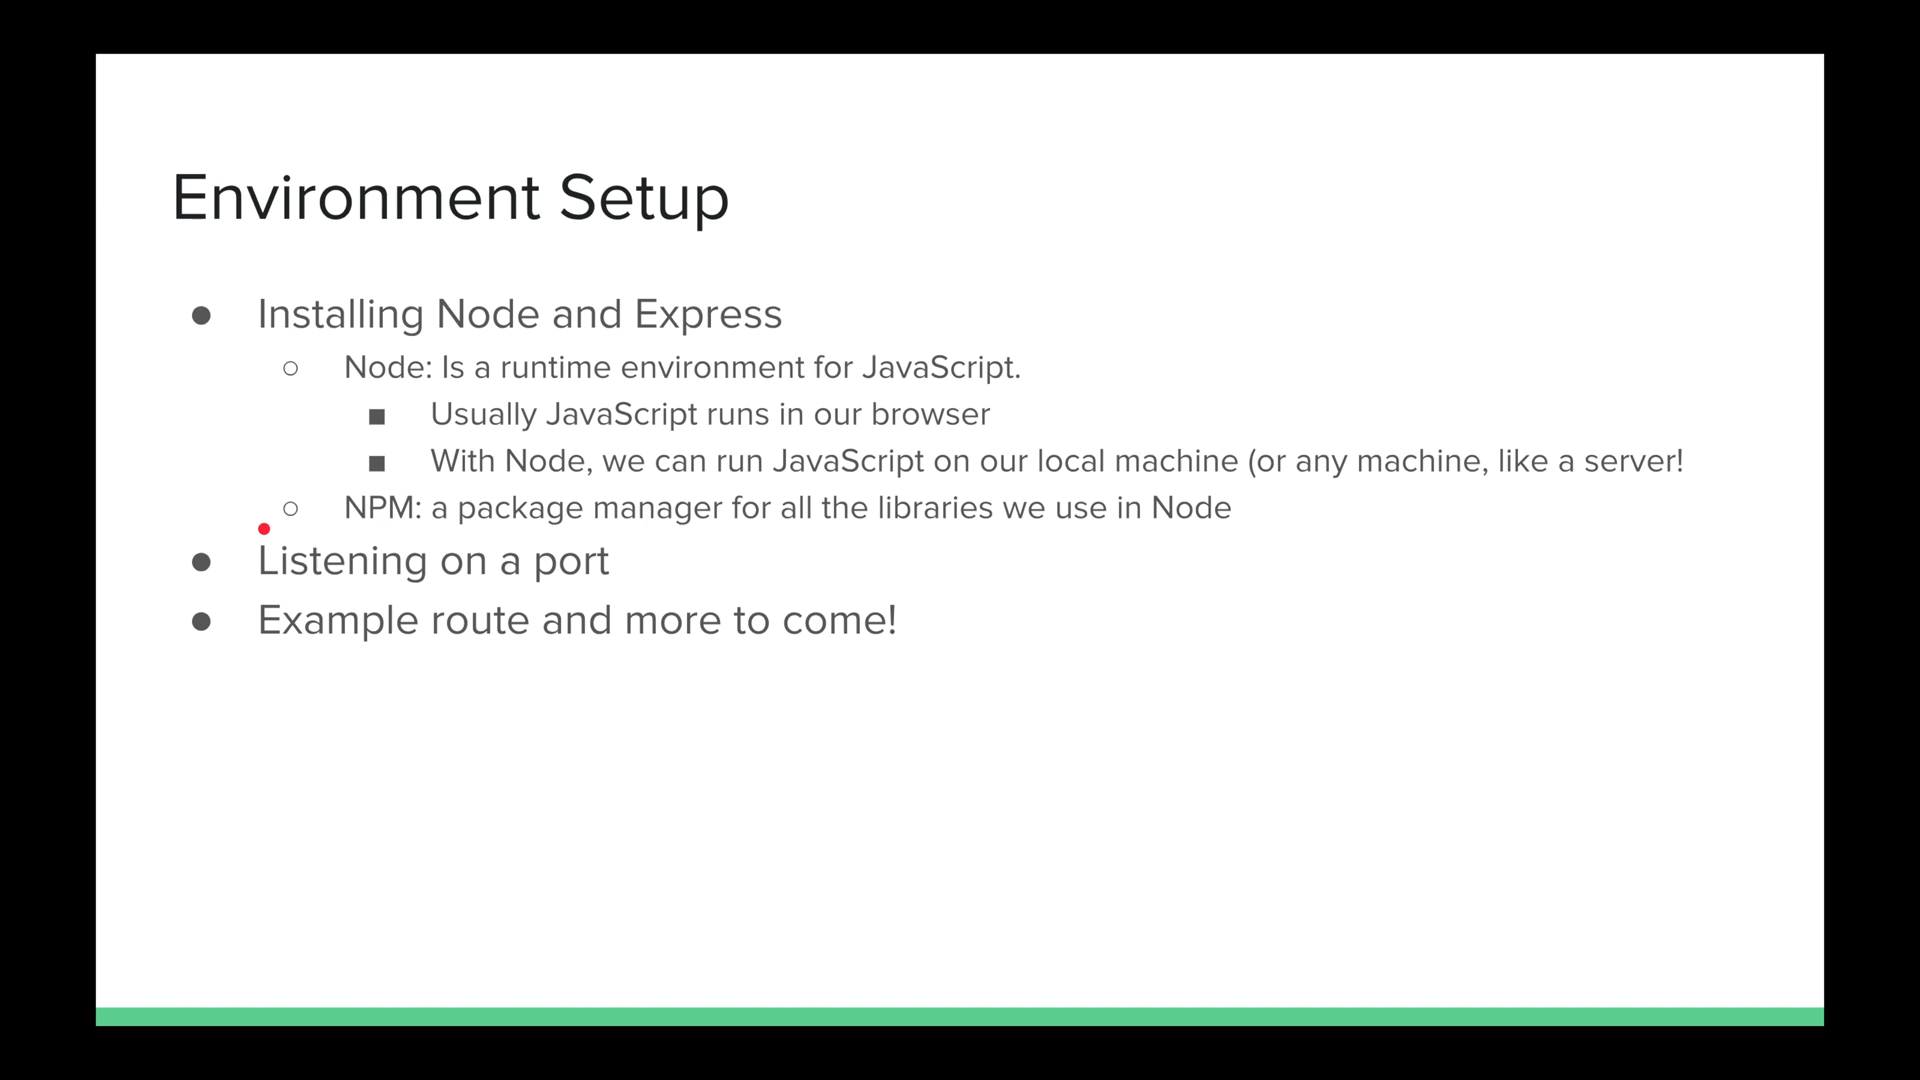 Environment Setup
● Installing Node and Express
○ Node: Is a runtime environment for JavaScript.
■ Usually JavaScript runs in our browser
■ With Node, we can run JavaScript on our local machine (or any machine, like a server!
○ NPM: a package manager for all the libraries we use in Node
● Listening on a port
● Example route and more to come!